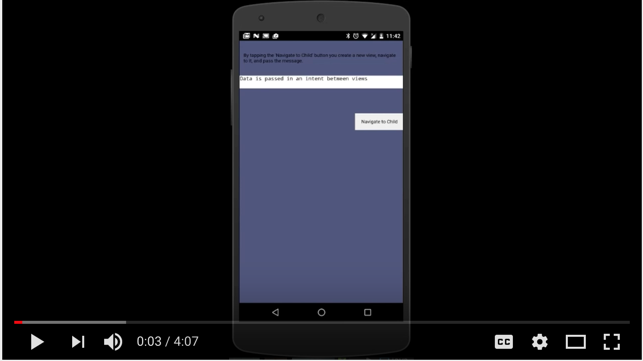 11:42
By tapping the 'Navigate to Child' button you create a new view, navigate
to it, and pass the message.
Data is passed in an intent between views
Navigate to Child
0:03 / 4:07
CC